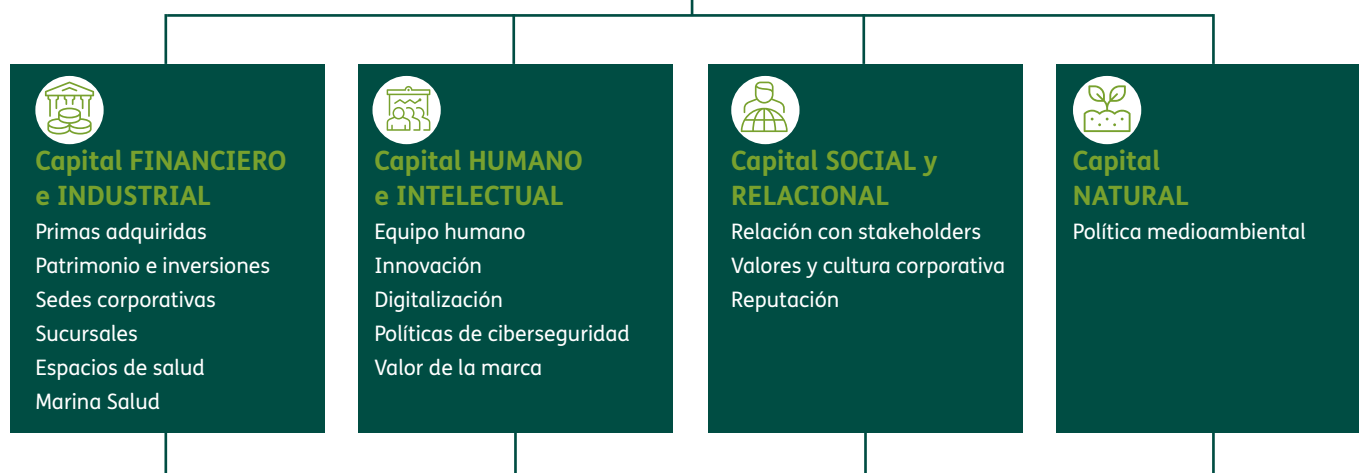 Capital FINANCIERO
e INDUSTRIAL
Primas adquiridas
Patrimonio e inversiones
Sedes corporativas
Sucursales
Espacios de salud
Marina Salud
Capital HUMANO
e INTELECTUAL
Equipo humano
Innovación
Digitalización
Políticas de ciberseguridad
Valor de la marca
Capital SOCIAL y
RELACIONAL
Relación con stakeholders
Valores y cultura corporativa
Reputación
Capital
NATURAL
Política medioambiental